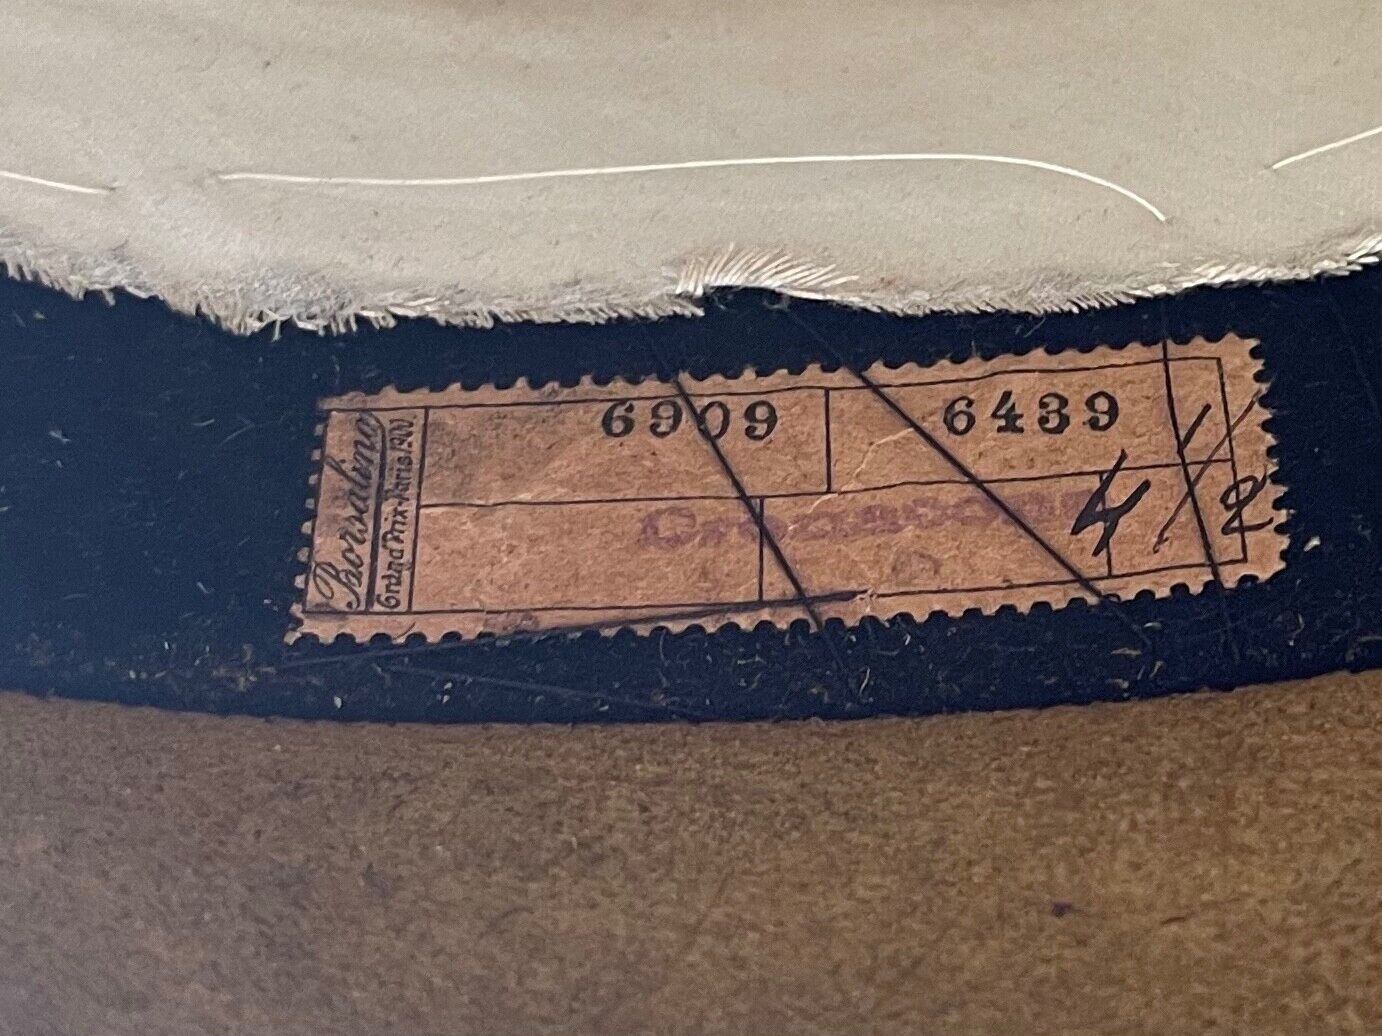 Borsalino
Grand Prix-Paris 1900
6909
6439
4 1/2